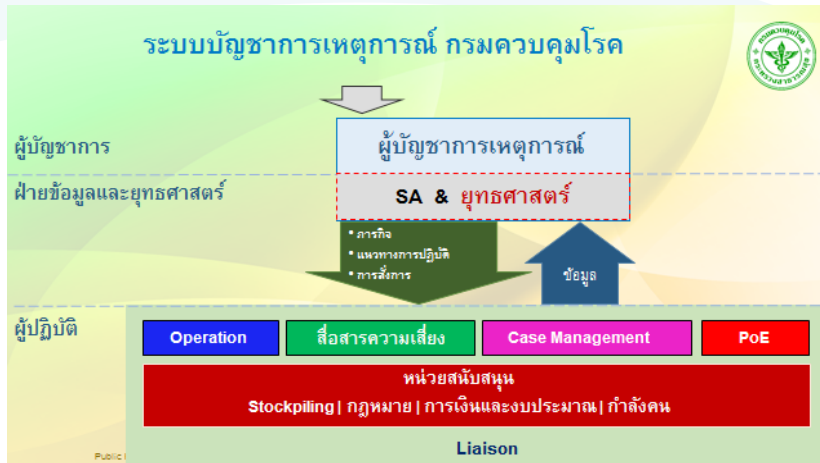 ระบบบัญชาการเหตุการณ์ กรมควบคุมโรค
ผู้บัญชาการ
ผู้บัญชาการเหตุการณ์
ฝ่ายข้อมูลและยุทธศาสตร์
SA & ยุทธศาสตร์
• ภารกิจ
• แนวทางการปฏิบัติ
• การสั่งการ
ข้อมูล
ผู้ปฏิบัติ
Operation
สื่อสารความเสี่ยง
Case Management
PoE
หน่วยสนับสนุน
Stockpiling | กฎหมาย | การเงินและงบประมาณ | กำลังคน
Liaison
Public